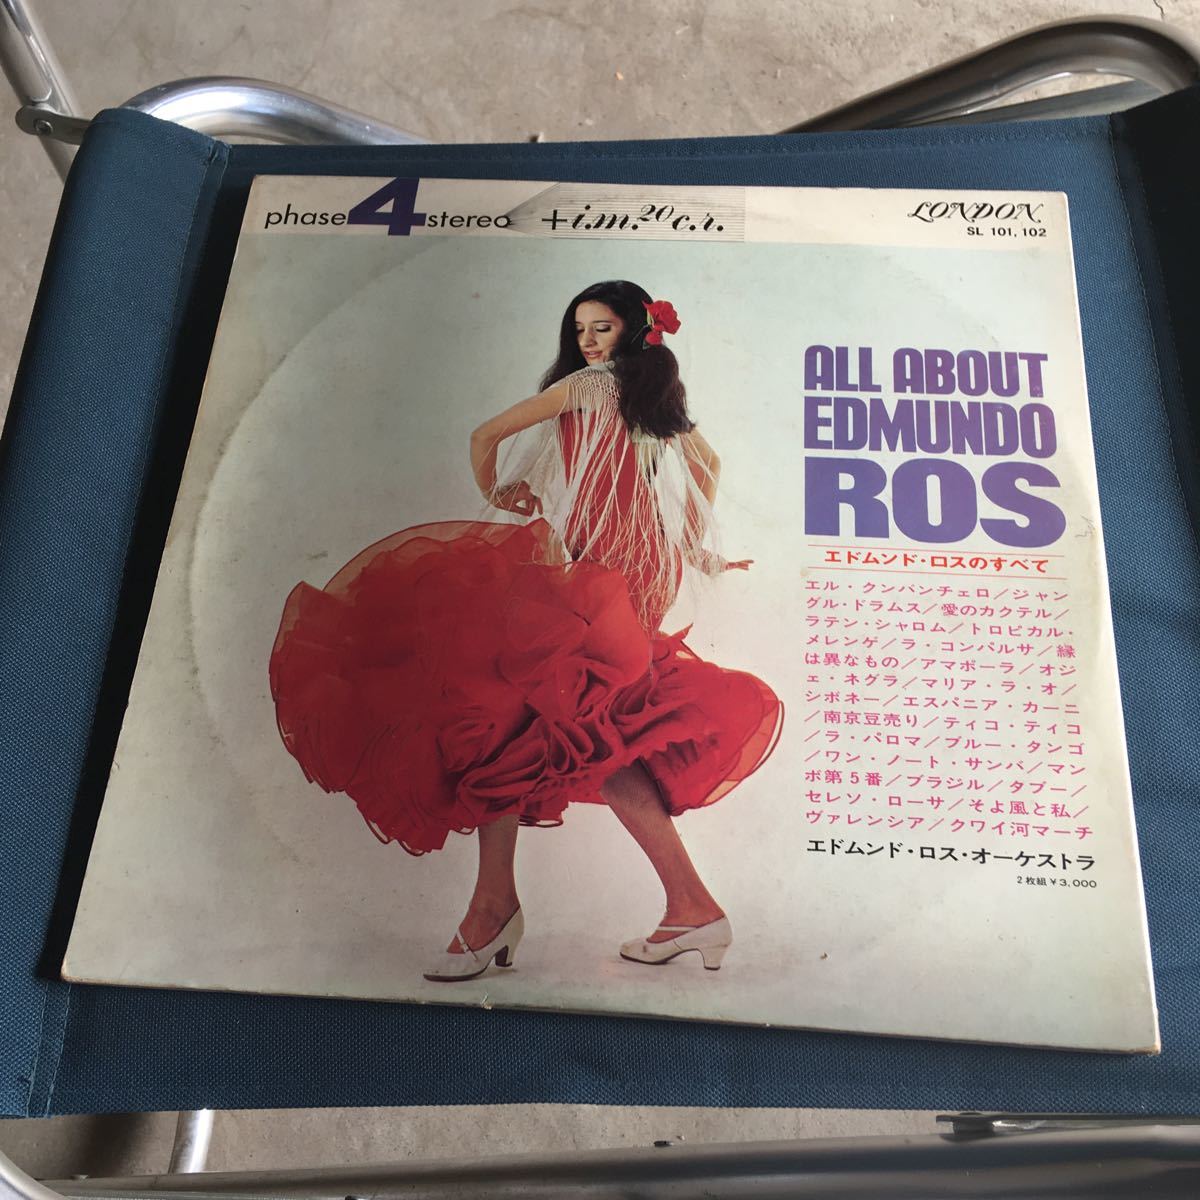 phase 4 stereo +i.m.20c.r.
LONDON
SL 101, 102
ALL ABOUT
EDMUNDO
ROS
エドムンド・ロスのすべて
エル・クンバンチェロ／ジャン
グル・ドラムス／愛のカクテル／
ラテン・シャロム／トロピカル・
メレンゲ／ラ・コンパルサ／縁
は異なもの／アマポーラ／オジ
ェ・ネグラ／マリア・ラ・オ／
シボネー／エスパニア・カーニ
／南京豆売り／ティコ・ティコ
／ラ・パロマ／ブルー・タンゴ
／ワン・ノート・サンバ／マン
ボ第5番／ブラジル／タブー／
セレソ・ローサ／そよ風と私／
ヴァレンシア／クワイ河マーチ
エドムンド・ロス・オーケストラ
2枚組 ¥3,000